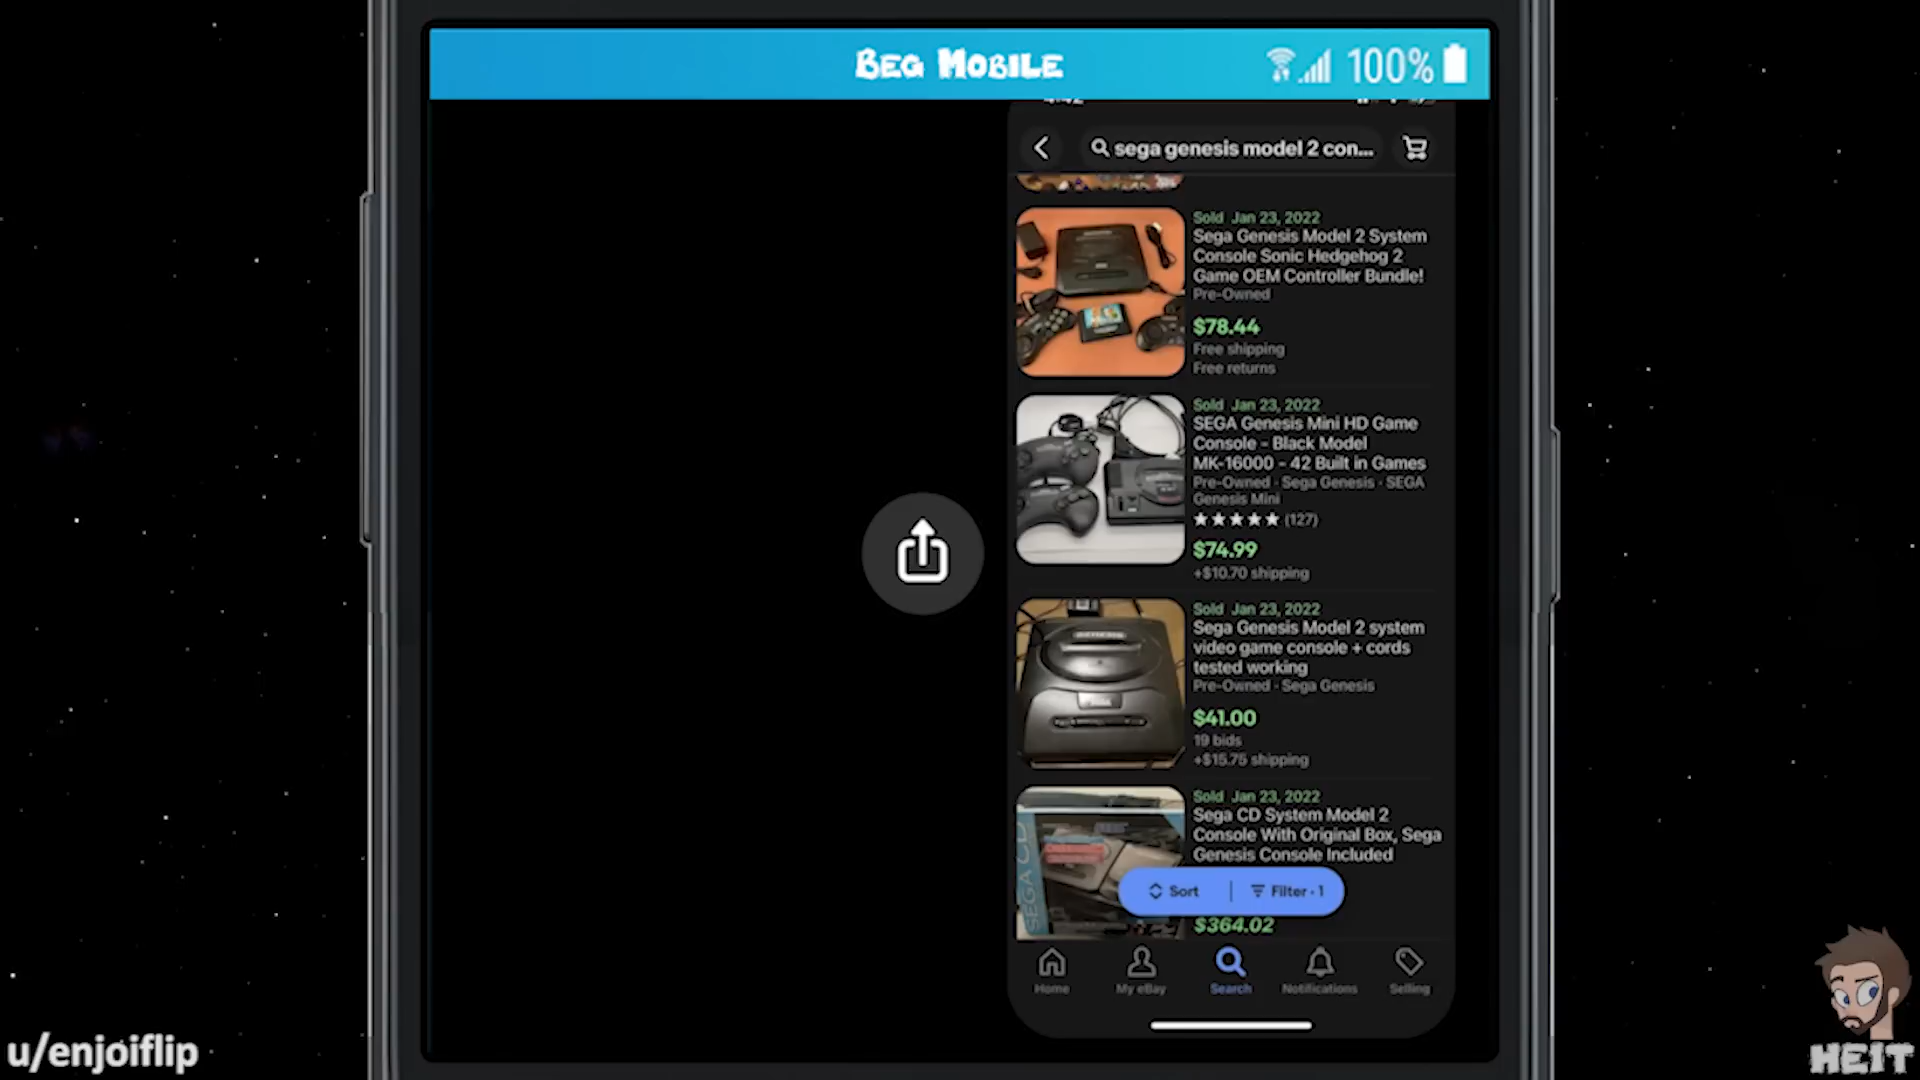 BEG MOBILE
100%
4:42
sega genesis model 2 con...
Sold Jan 23, 2022
Sega Genesis Model 2 System
Console Sonic Hedgehog 2
Game OEM Controller Bundle!
Pre-Owned
$78.44
Free shipping
Free returns
Sold Jan 23, 2022
SEGA Genesis Mini HD Game
Console - Black Model
MK-16000 - 42 Built in Games
Pre-Owned · Sega Genesis · SEGA
Genesis Mini
(127)
$74.99
+$10.70 shipping
Sold Jan 23, 2022
Sega Genesis Model 2 system
video game console + cords
tested working
Pre-Owned · Sega Genesis
$41.00
19 bids
+$15.75 shipping
Sold Jan 23, 2022
Sega CD System Model 2
Console With Original Box, Sega
Genesis Console Included
SEGA CD
Sort
Filter · 1
$364.02
Home
My eBay
Search
Notifications
Selling
u/enjoiflip
HEIT